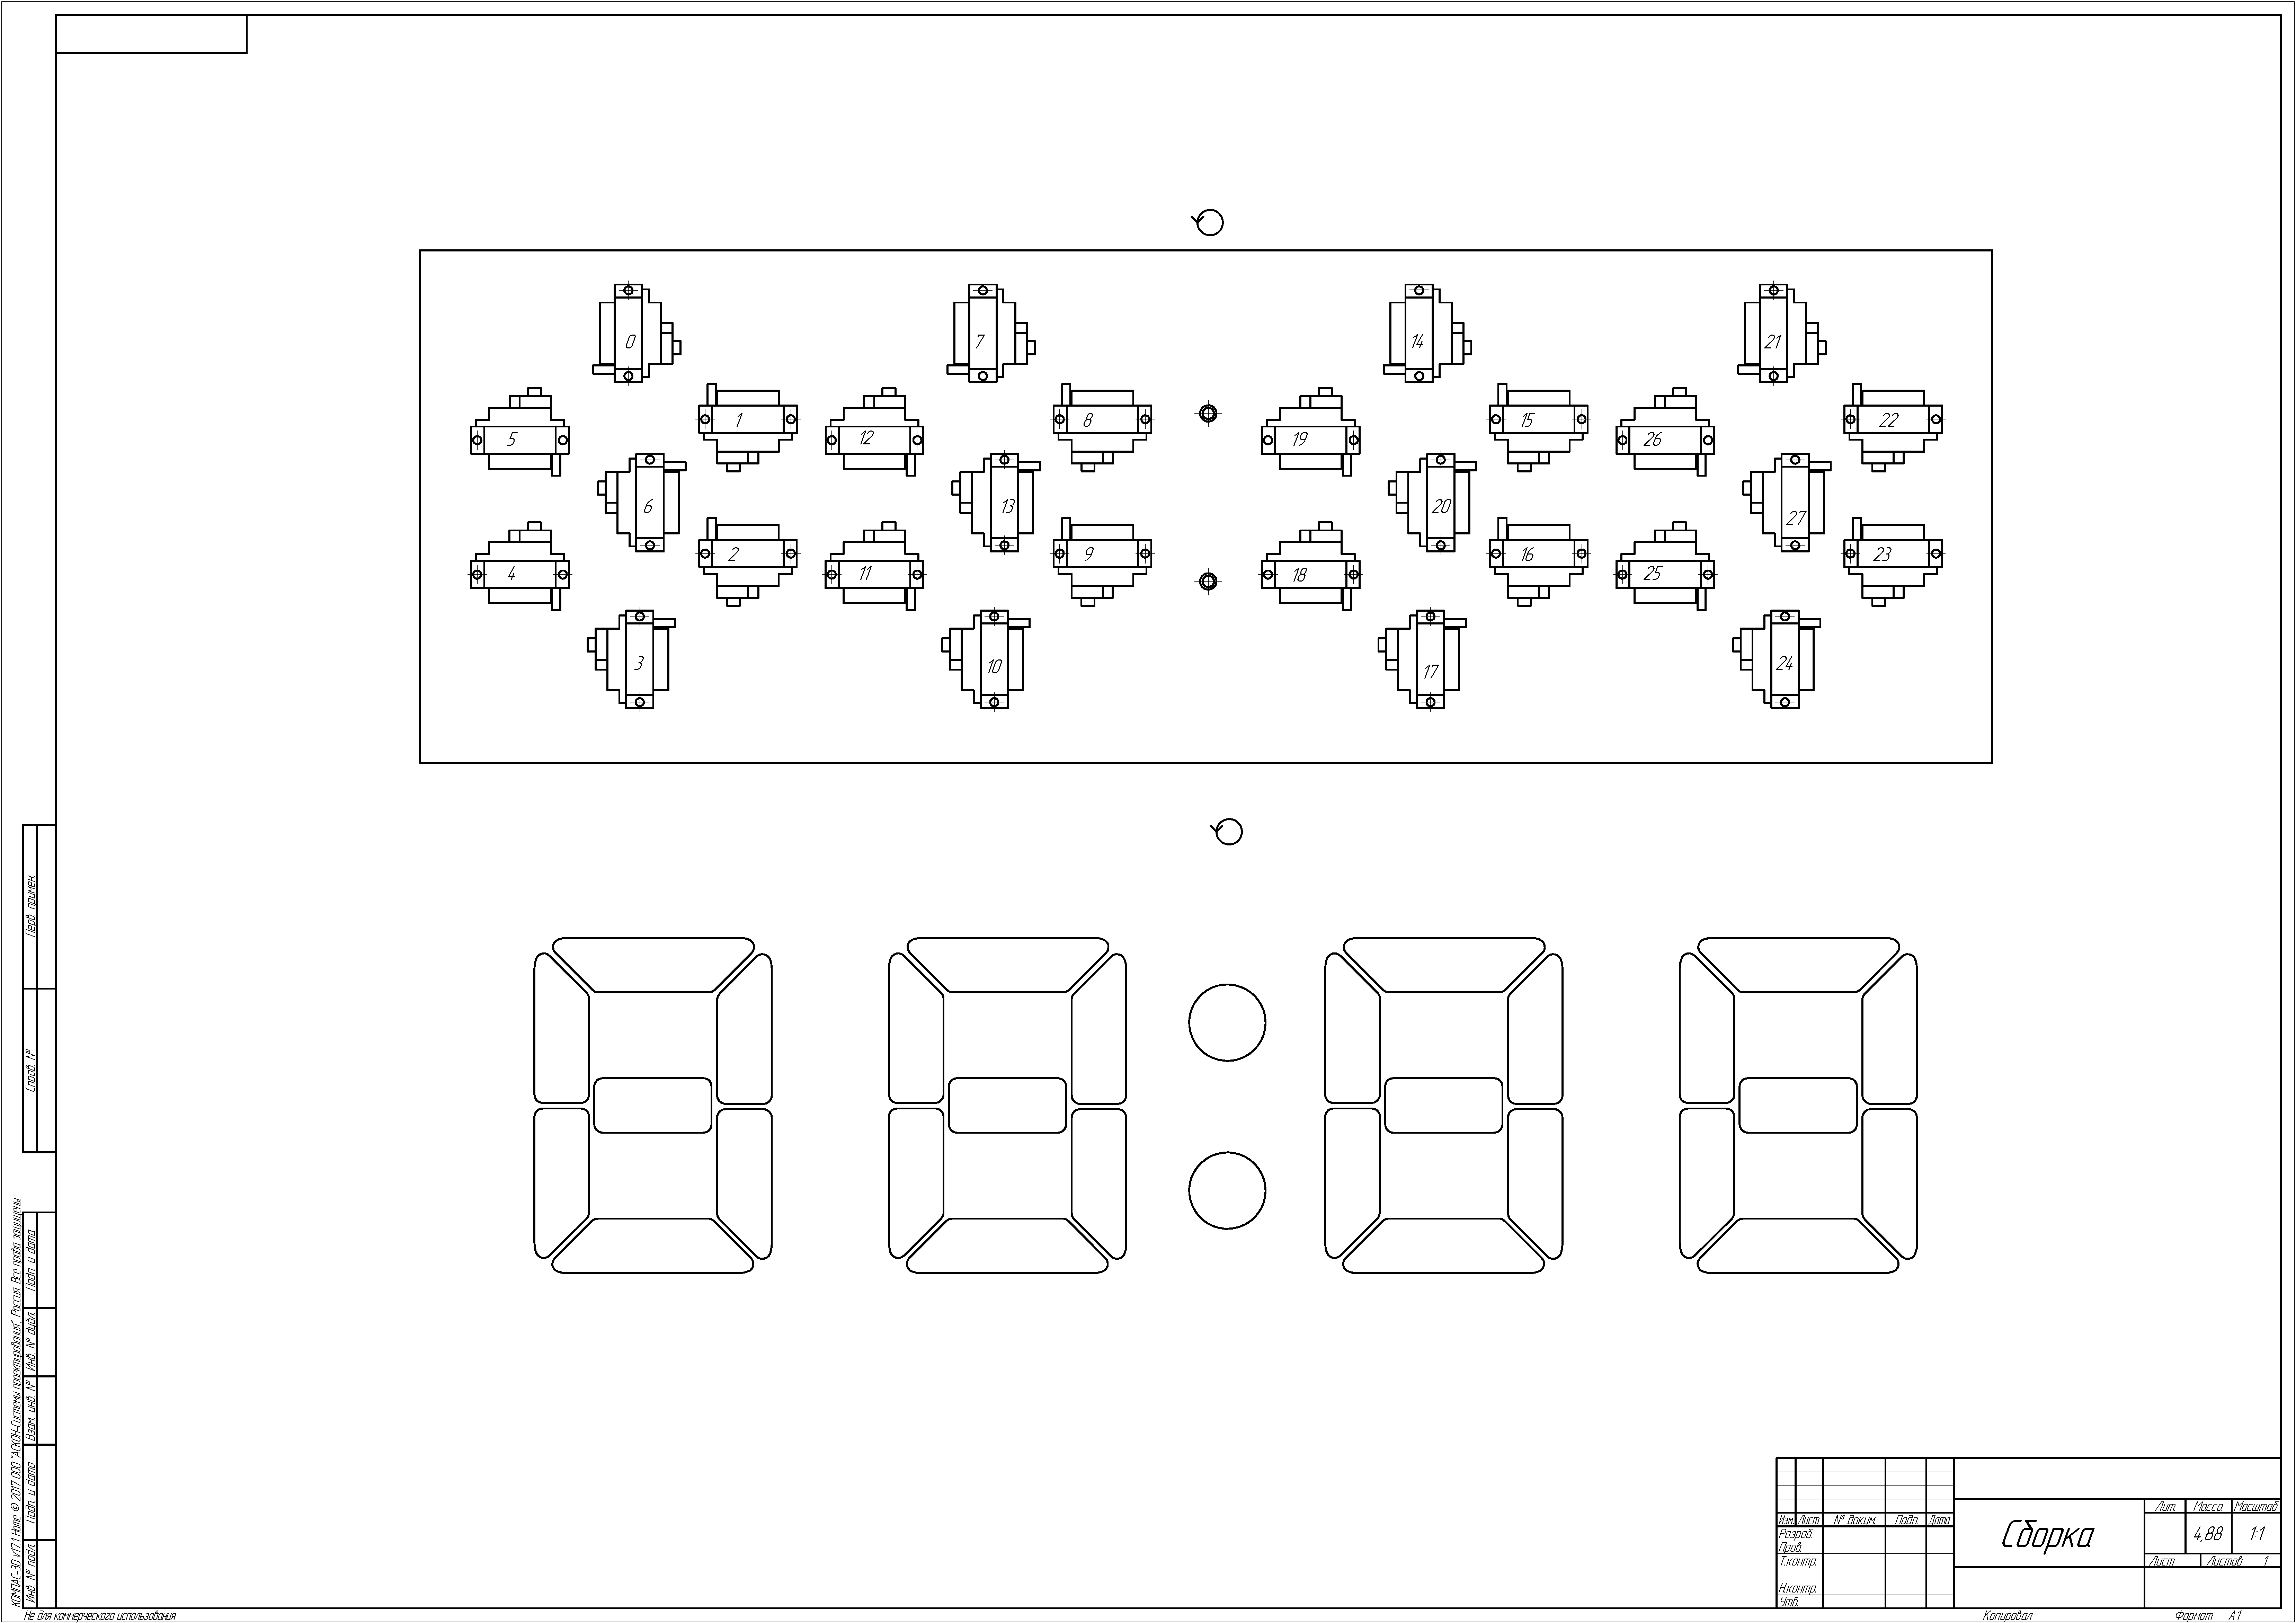 0
7
14
21
5
1
12
8
19
15
26
22
6
13
20
27
4
2
11
9
18
16
25
23
3
10
17
24
Перв. примен.
Справ. №
Подп. и дата
Инв. № дубл.
Взам. инв. №
Подп. и дата
Инв. № подл.
КОМПАС-3D v17.1 Home © 2017 ООО "АСКОН-Системы проектирования", Россия. Все права защищены.
Изм. Лист № докум. Подп. Дата
Разраб.
Пров.
Т.контр.
Н.контр.
Утв.
Сборка
Лит. Масса Масштаб
4,88 1:1
Лист Листов 1
Не для коммерческого использования
Копировал Формат A1